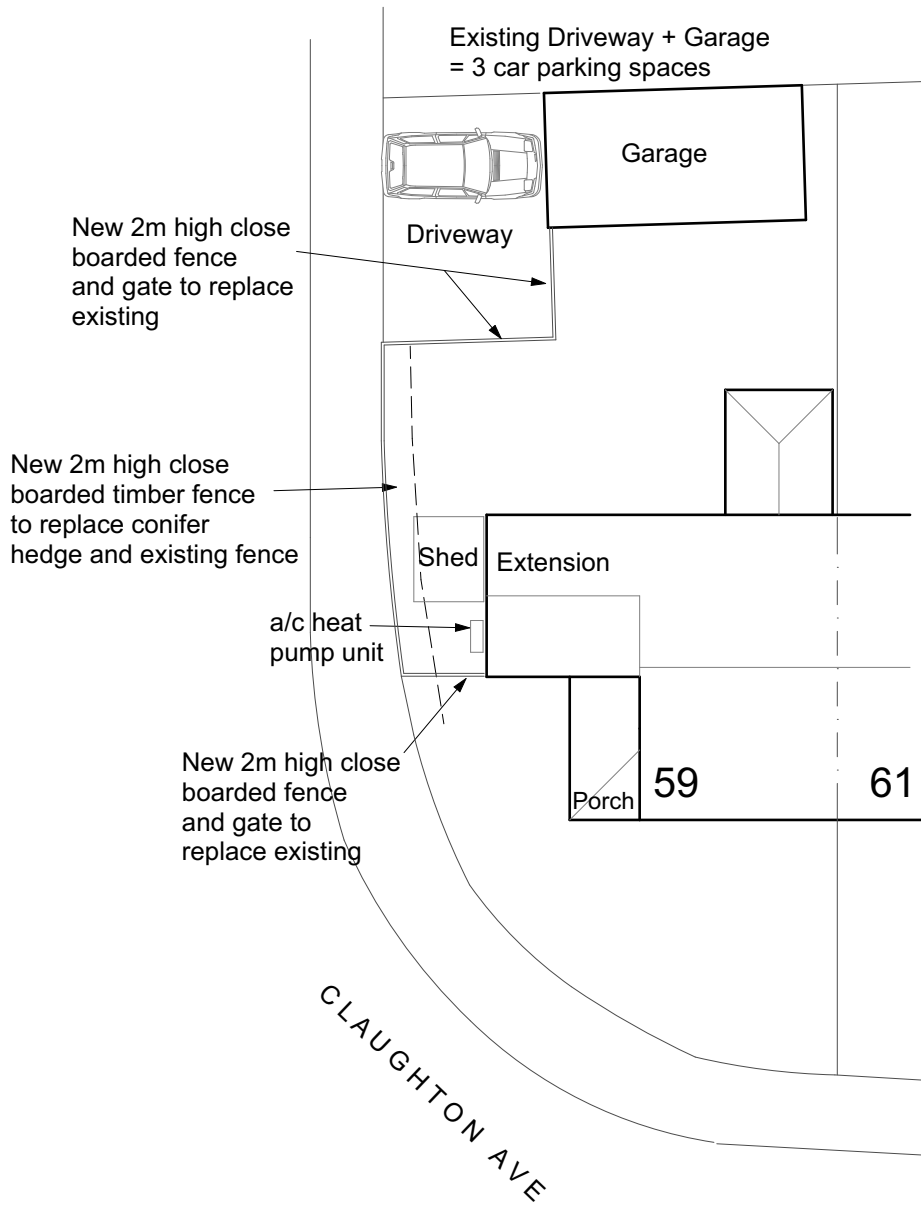 Existing Driveway + Garage
= 3 car parking spaces
Garage
New 2m high close
boarded fence
and gate to replace
existing
Driveway
New 2m high close
boarded timber fence
to replace conifer
hedge and existing fence
Shed
Extension
a/c heat
pump unit
New 2m high close
boarded fence
and gate to
replace existing
Porch
59
61
CLAUGHTON AVE